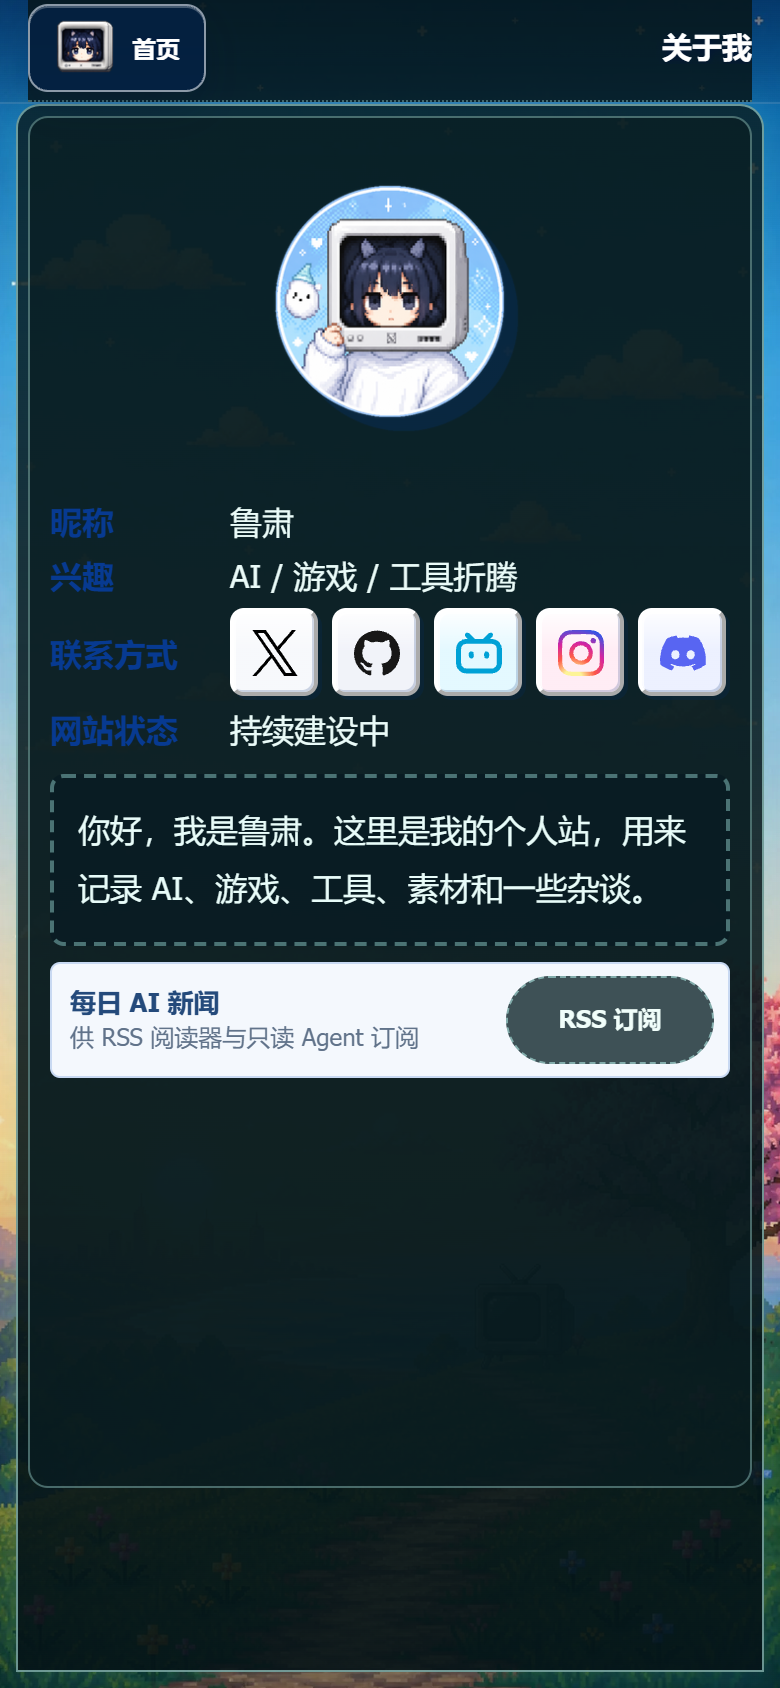 首页
关于我
昵称 鲁肃
兴趣 AI / 游戏 / 工具折腾
联系方式
网站状态 持续建设中
你好，我是鲁肃。这里是我的个人站，用来
记录 AI、游戏、工具、素材和一些杂谈。
每日 AI 新闻
供 RSS 阅读器与只读 Agent 订阅
RSS 订阅